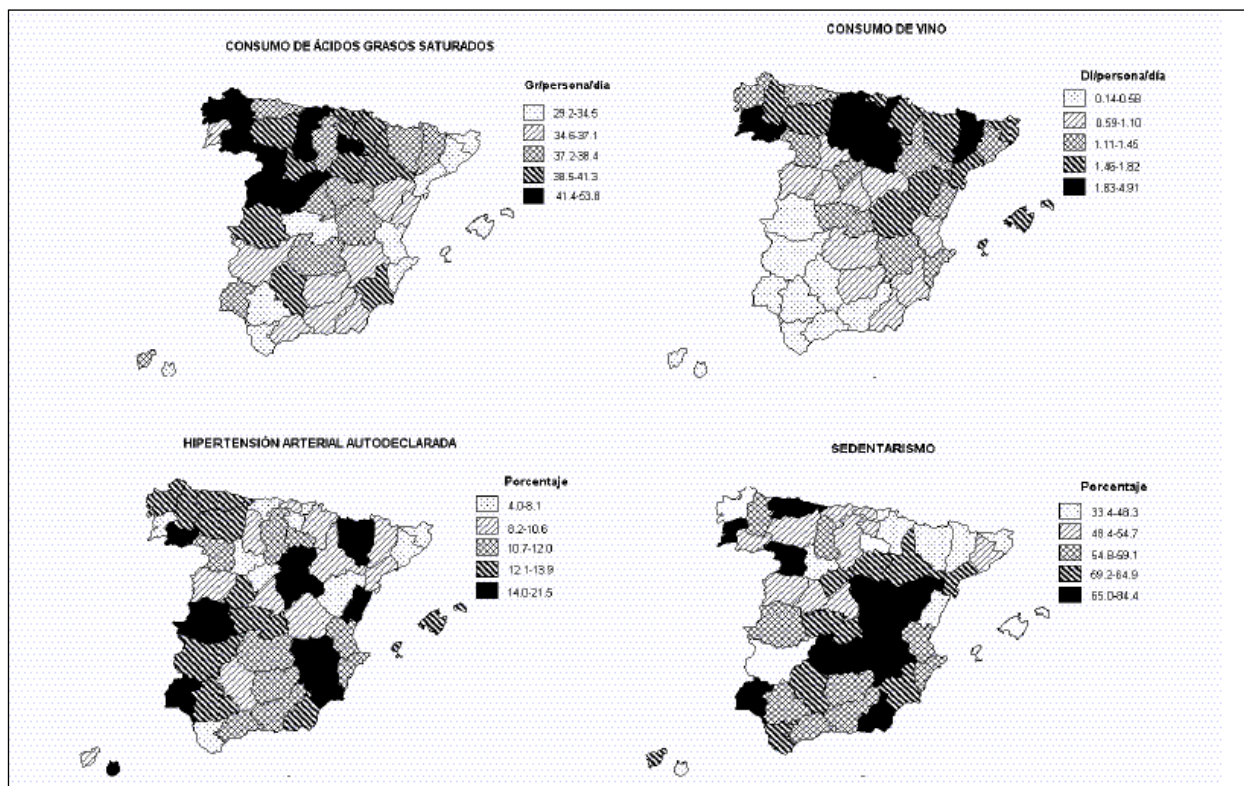 CONSUMO DE ÁCIDOS GRASOS SATURADOS
Gr/persona/día
29.2-34.5
34.6-37.1
37.2-38.4
38.5-41.3
41.4-53.8
CONSUMO DE VINO
Dl/persona/día
0.14-0.58
0.59-1.10
1.11-1.45
1.46-1.82
1.83-4.91
HIPERTENSIÓN ARTERIAL AUTODECLARADA
Porcentaje
4.0-8.1
8.2-10.6
10.7-12.0
12.1-13.9
14.0-21.5
SEDENTARISMO
Porcentaje
33.4-48.3
48.4-54.7
54.8-59.1
59.2-64.9
65.0-84.4